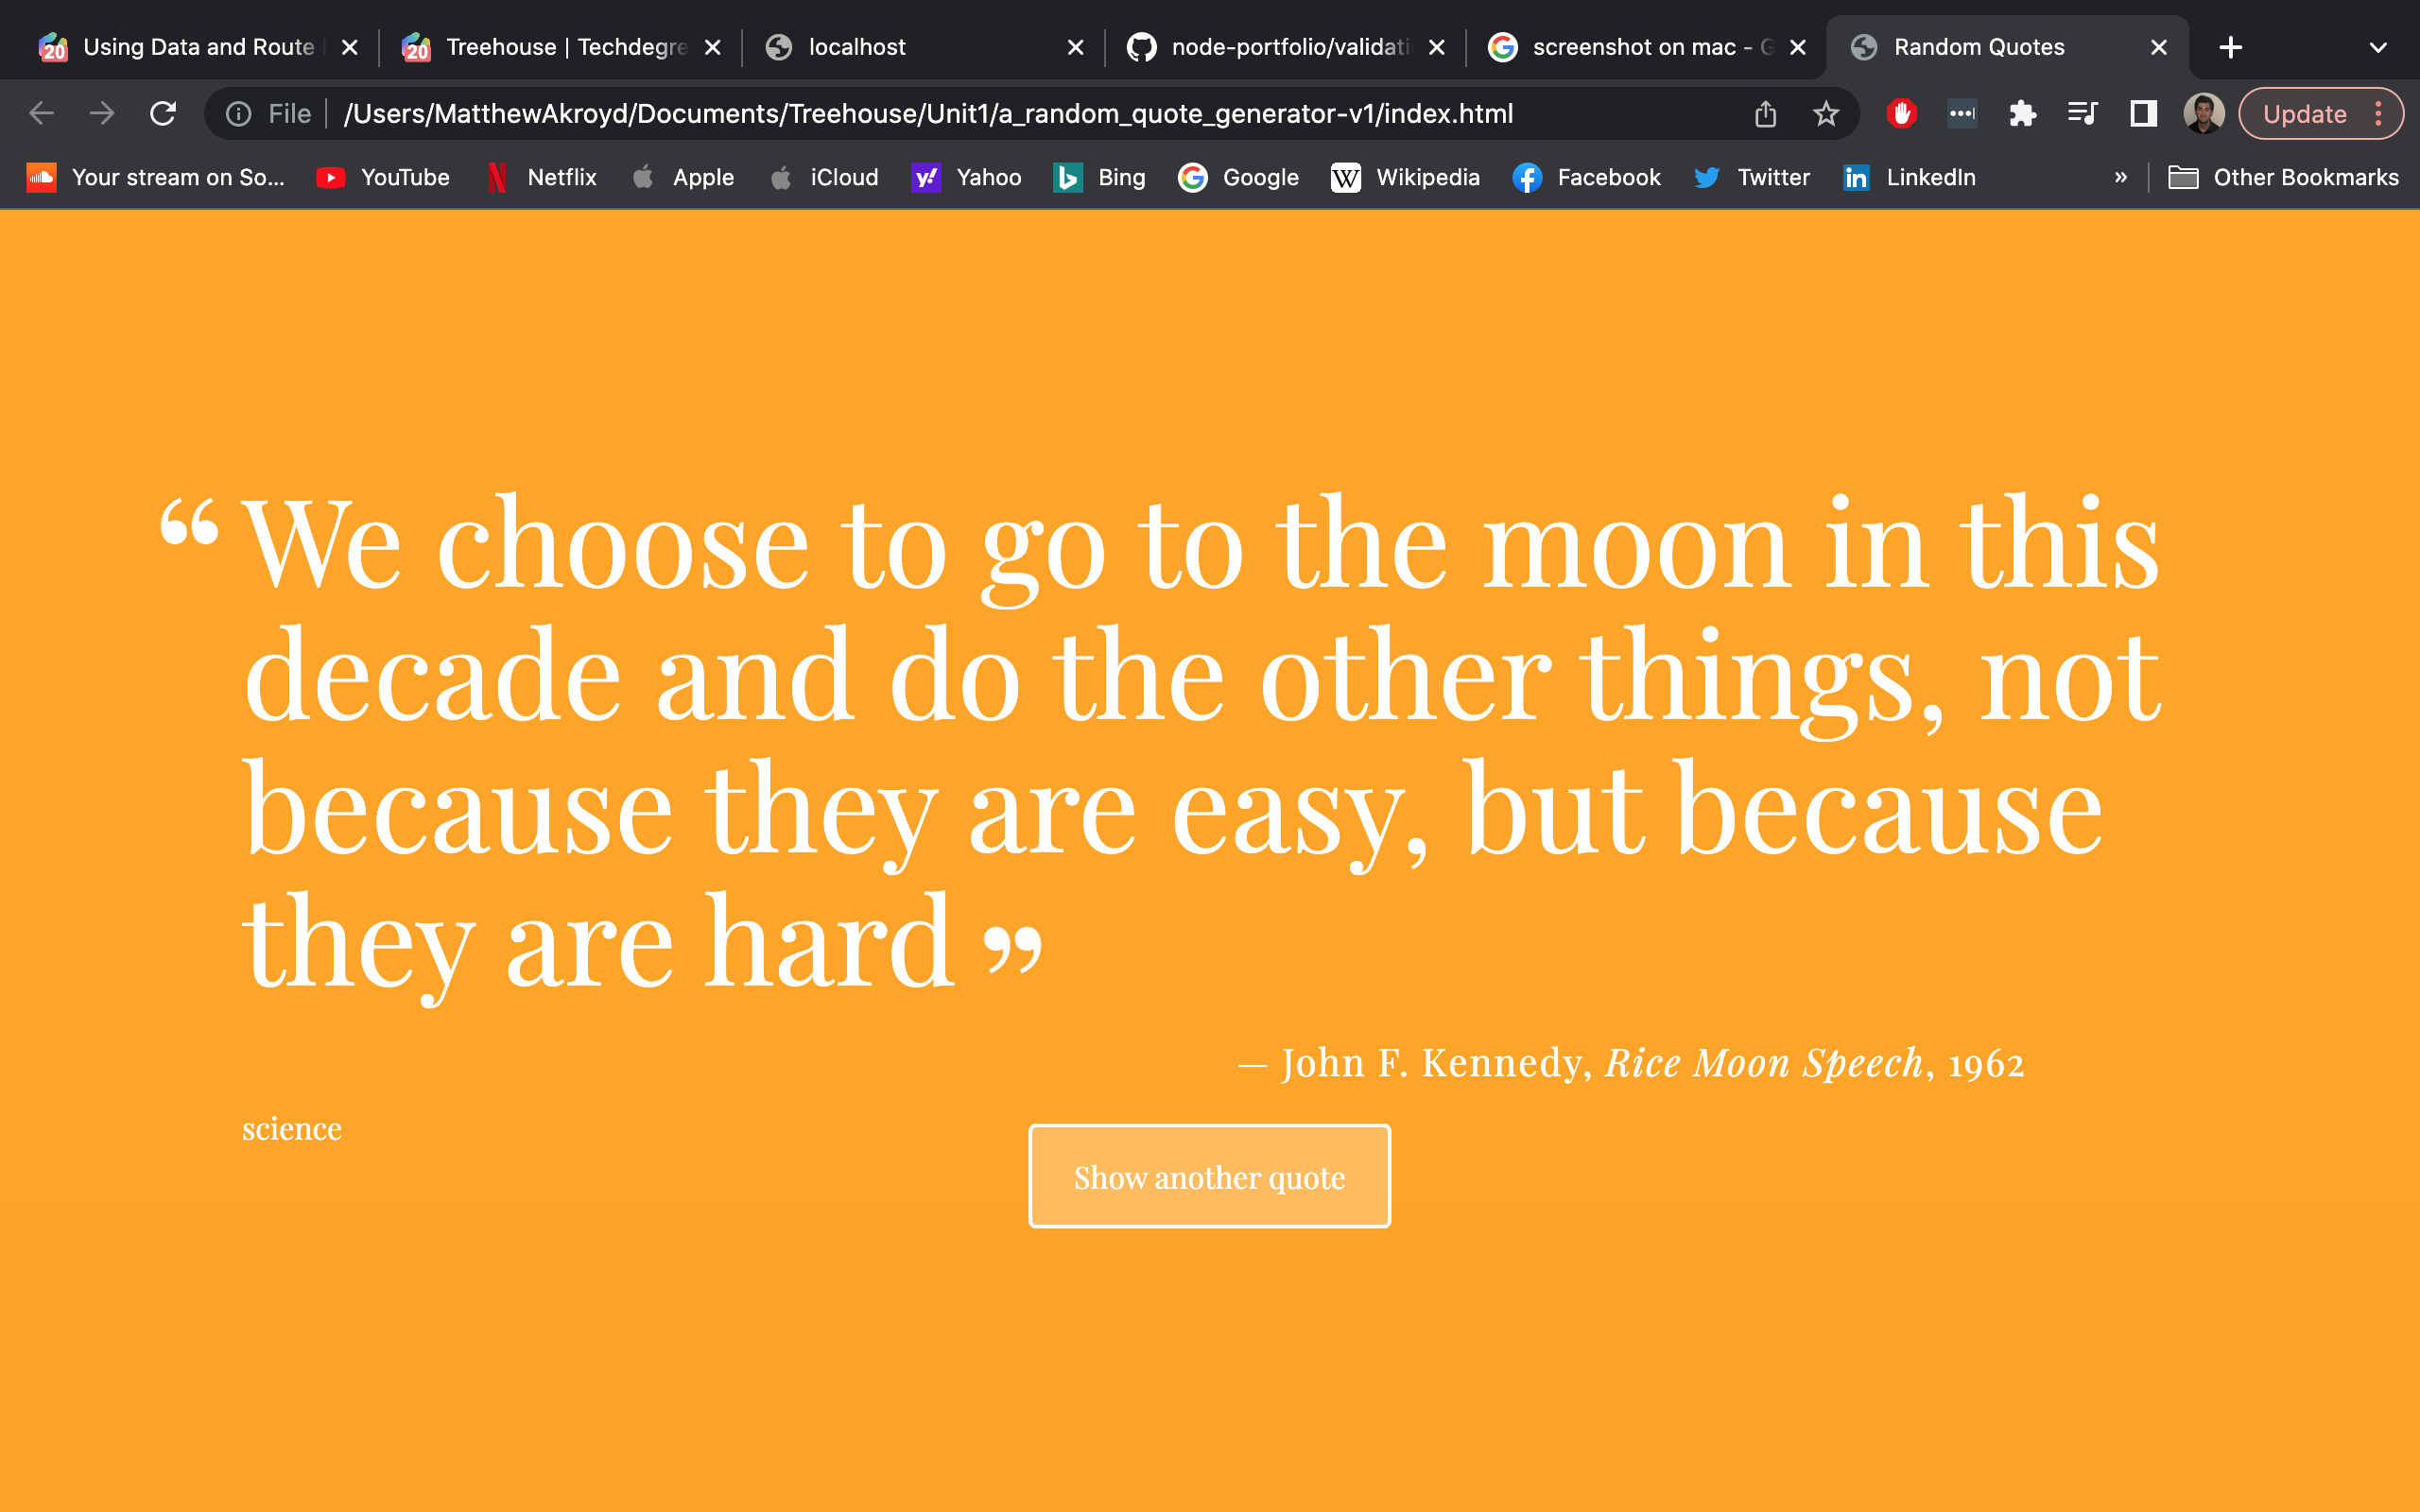 Using Data and Route
Treehouse | Techdegre
localhost
node-portfolio/validati
screenshot on mac - G
Random Quotes
File /Users/MatthewAkroyd/Documents/Treehouse/Unit1/a_random_quote_generator-v1/index.html
Update
Your stream on So... YouTube Netflix Apple iCloud Yahoo Bing Google Wikipedia Facebook Twitter LinkedIn » Other Bookmarks
“We choose to go to the moon in this
decade and do the other things, not
because they are easy, but because
they are hard”
— John F. Kennedy, Rice Moon Speech, 1962
science
Show another quote